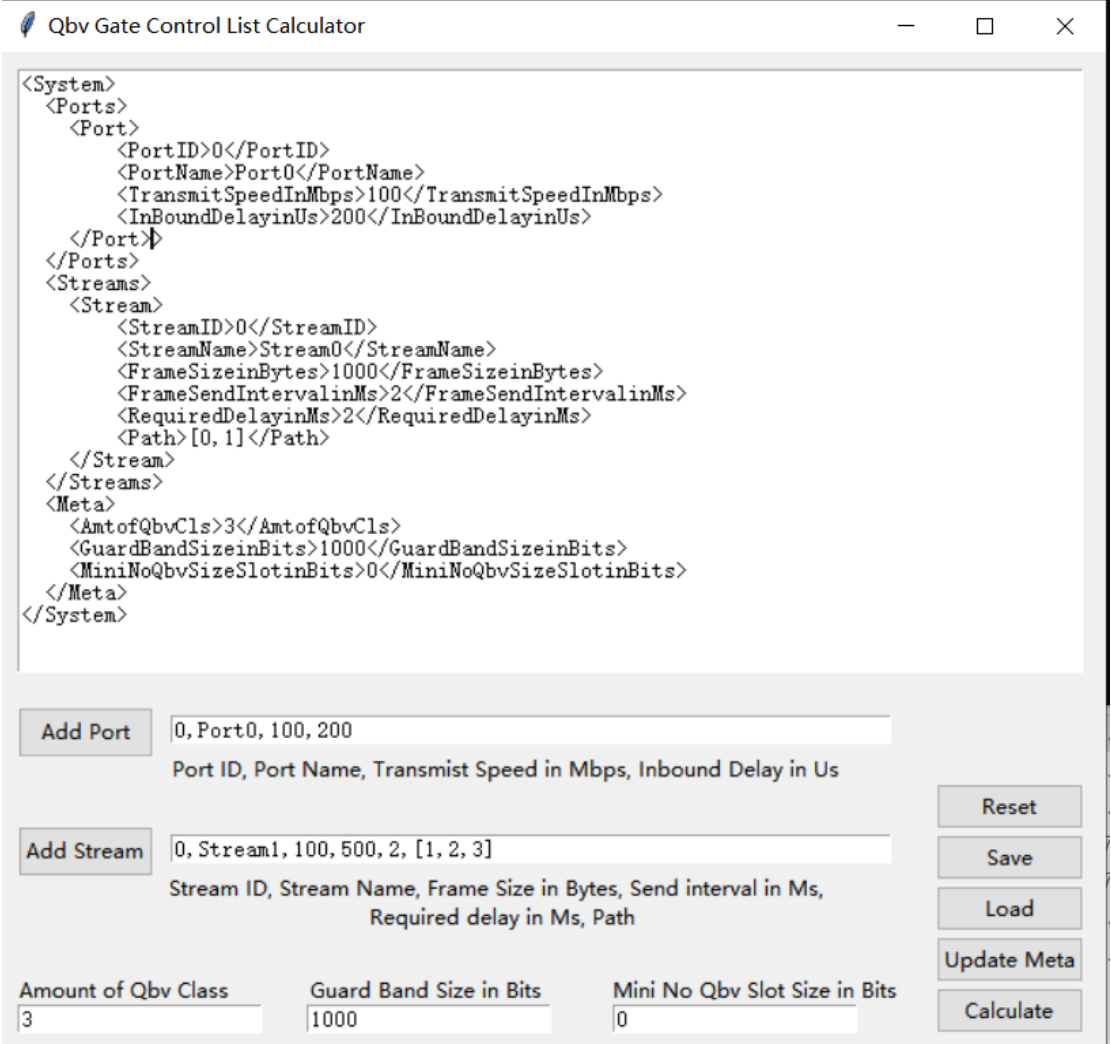 Qbv Gate Control List Calculator
<System>
  <Ports>
    <Port>
        <PortID>0</PortID>
        <PortName>Port0</PortName>
        <TransmitSpeedInMbps>100</TransmitSpeedInMbps>
        <InBoundDelayinUs>200</InBoundDelayinUs>
    </Port>>
  </Ports>
  <Streams>
    <Stream>
        <StreamID>0</StreamID>
        <StreamName>Stream0</StreamName>
        <FrameSizeinBytes>1000</FrameSizeinBytes>
        <FrameSendIntervalinMs>2</FrameSendIntervalinMs>
        <RequiredDelayinMs>2</RequiredDelayinMs>
        <Path>[0,1]</Path>
    </Stream>
  </Streams>
  <Meta>
    <AmtofQbvCls>3</AmtofQbvCls>
    <GuardBandSizeinBits>1000</GuardBandSizeinBits>
    <MiniNoQbvSizeSlotinBits>0</MiniNoQbvSizeSlotinBits>
  </Meta>
</System>
Add Port
0,Port0,100,200
Port ID, Port Name, Transmist Speed in Mbps, Inbound Delay in Us
Add Stream
0,Stream1,100,500,2,[1,2,3]
Stream ID, Stream Name, Frame Size in Bytes, Send interval in Ms,
Required delay in Ms, Path
Reset
Save
Load
Update Meta
Calculate
Amount of Qbv Class
3
Guard Band Size in Bits
1000
Mini No Qbv Slot Size in Bits
0